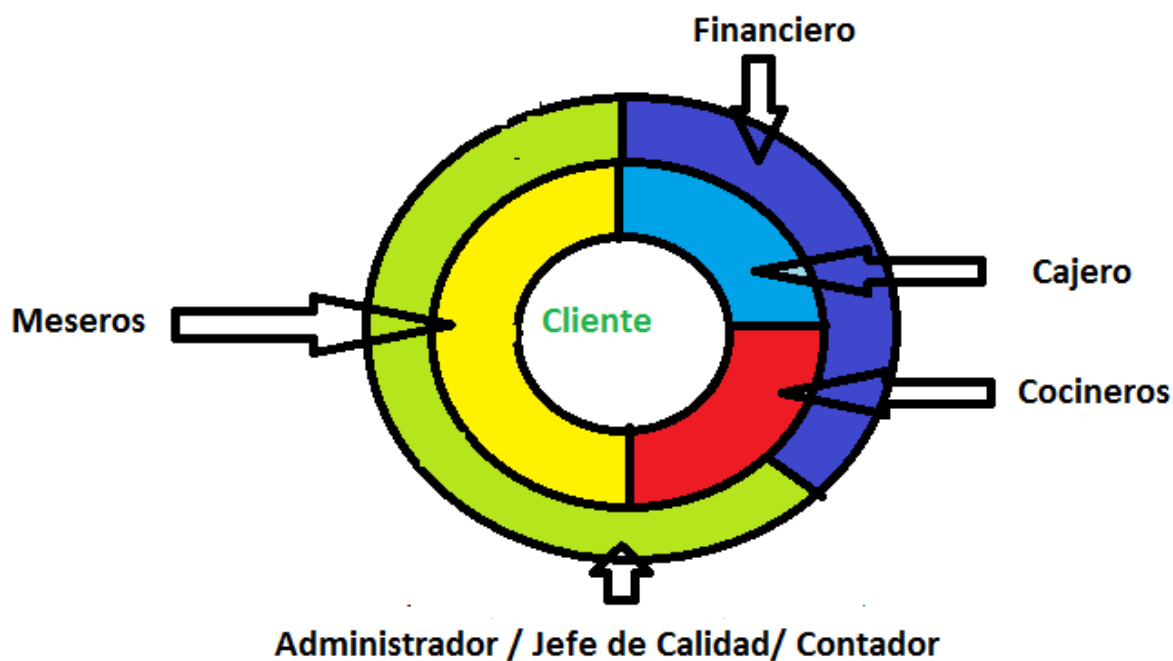 Financiero
Cajero
Meseros
Cliente
Cocineros
Administrador / Jefe de Calidad/ Contador